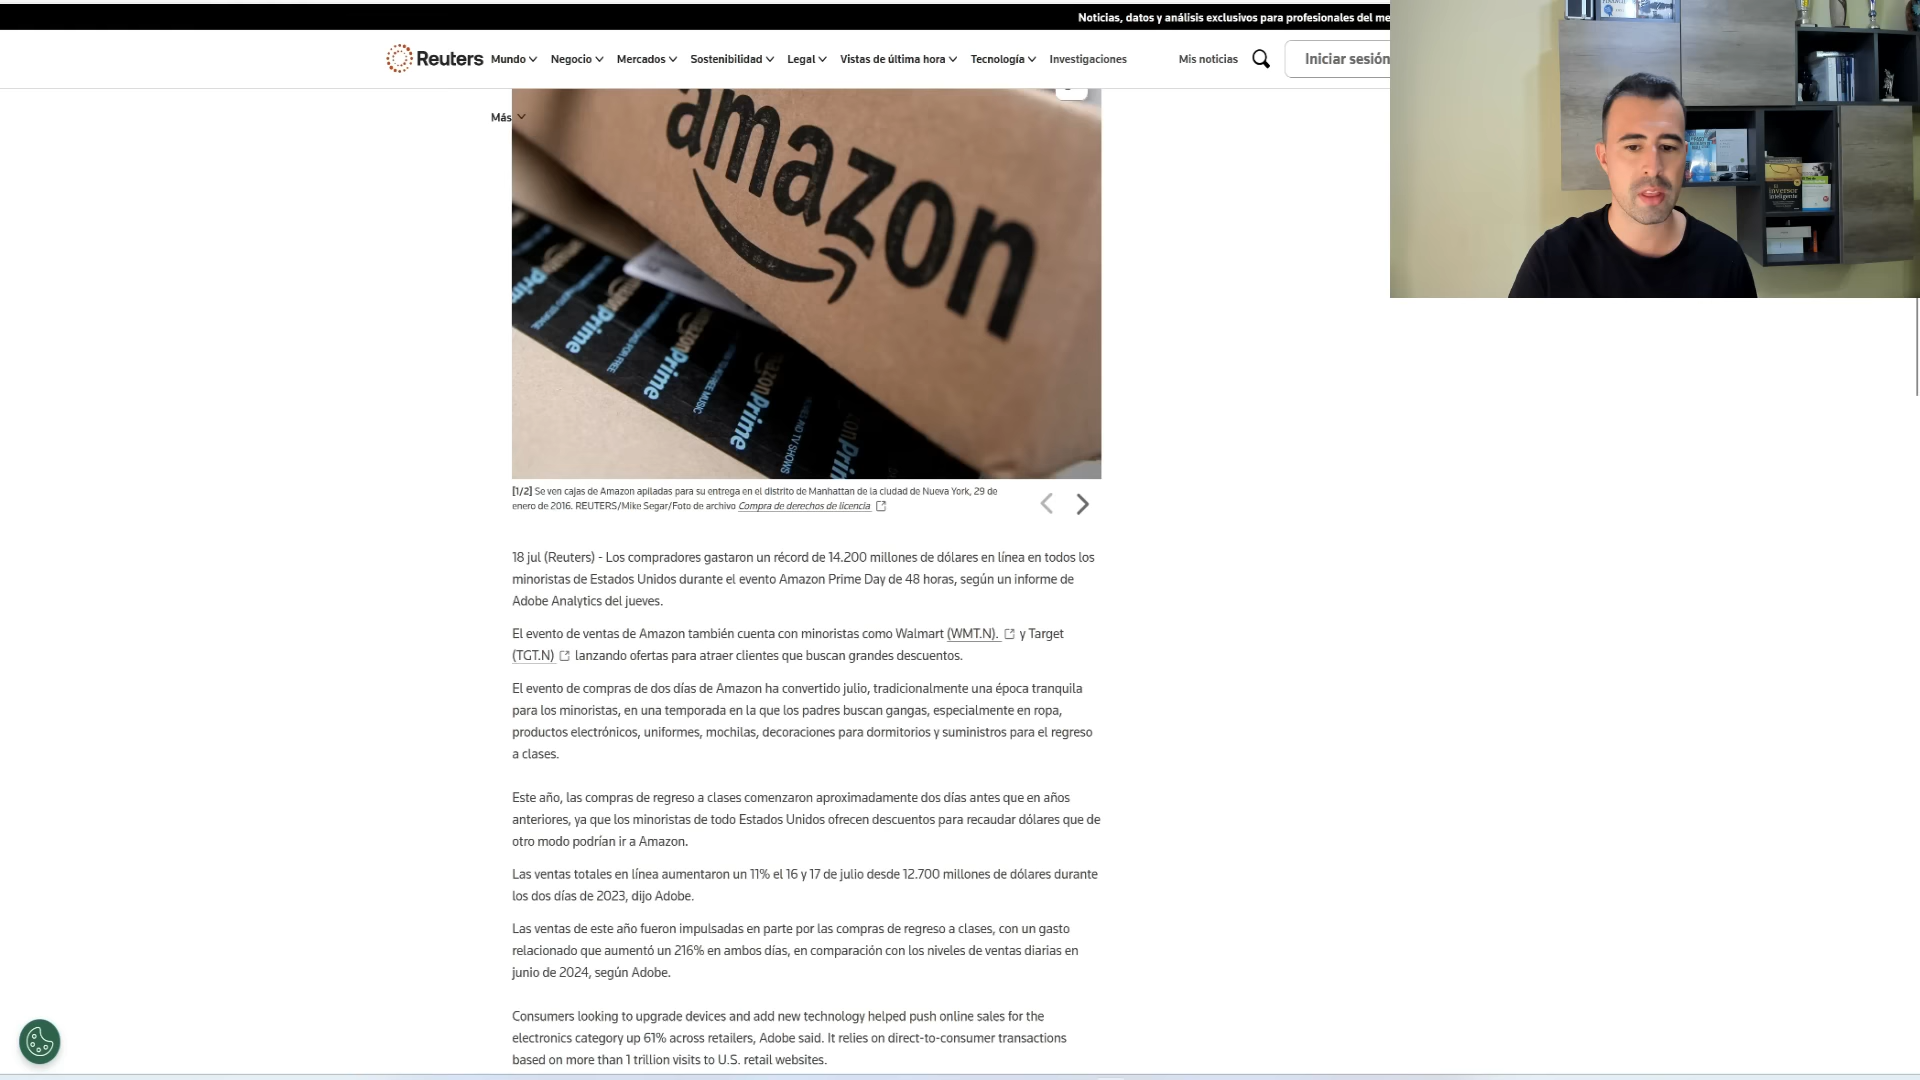 Noticias, datos y análisis exclusivos para profesionales del me
Reuters
Mundo
Negocio
Mercados
Sostenibilidad
Legal
Vistas de última hora
Tecnología
Investigaciones
Mis noticias
Iniciar sesión
Más
amazon
Prime
amazonPrime
amazonPrime
[1/2] Se ven cajas de Amazon apiladas para su entrega en el distrito de Manhattan de la ciudad de Nueva York, 29 de
enero de 2016. REUTERS/Mike Segar/Foto de archivo Compra de derechos de licencia
18 jul (Reuters) - Los compradores gastaron un récord de 14.200 millones de dólares en línea en todos los
minoristas de Estados Unidos durante el evento Amazon Prime Day de 48 horas, según un informe de
Adobe Analytics del jueves.
El evento de ventas de Amazon también cuenta con minoristas como Walmart (WMT.N). y Target
(TGT.N) lanzando ofertas para atraer clientes que buscan grandes descuentos.
El evento de compras de dos días de Amazon ha convertido julio, tradicionalmente una época tranquila
para los minoristas, en una temporada en la que los padres buscan gangas, especialmente en ropa,
productos electrónicos, uniformes, mochilas, decoraciones para dormitorios y suministros para el regreso
a clases.
Este año, las compras de regreso a clases comenzaron aproximadamente dos días antes que en años
anteriores, ya que los minoristas de todo Estados Unidos ofrecen descuentos para recaudar dólares que de
otro modo podrían ir a Amazon.
Las ventas totales en línea aumentaron un 11% el 16 y 17 de julio desde 12.700 millones de dólares durante
los dos días de 2023, dijo Adobe.
Las ventas de este año fueron impulsadas en parte por las compras de regreso a clases, con un gasto
relacionado que aumentó un 216% en ambos días, en comparación con los niveles de ventas diarias en
junio de 2024, según Adobe.
Consumers looking to upgrade devices and add new technology helped push online sales for the
electronics category up 61% across retailers, Adobe said. It relies on direct-to-consumer transactions
based on more than 1 trillion visits to U.S. retail websites.